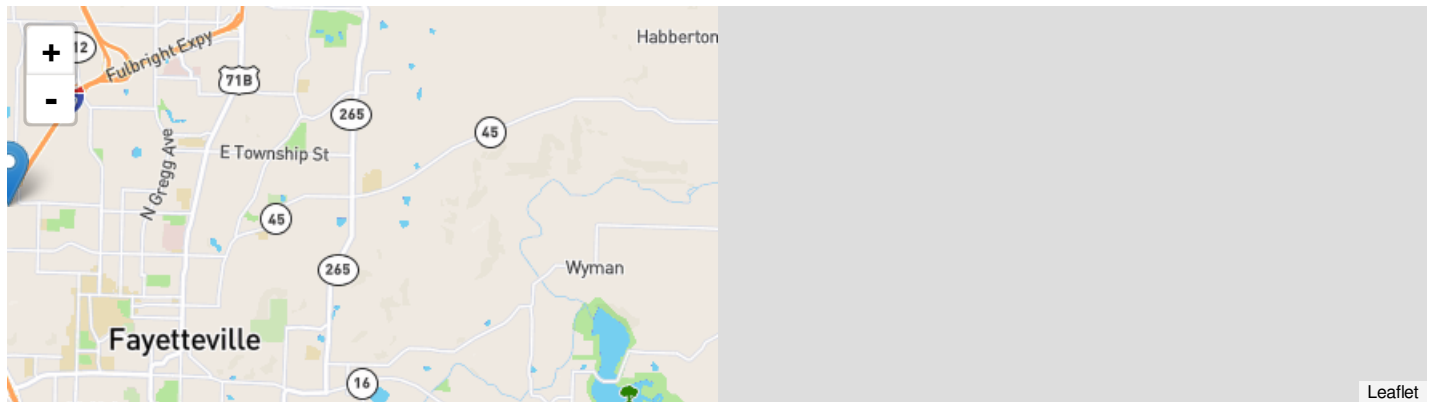 Habberton
+
12
Fulbright Expy
71B
-
265
45
N Gregg Ave
E Township St
45
265
Wyman
Fayetteville
16
Leaflet